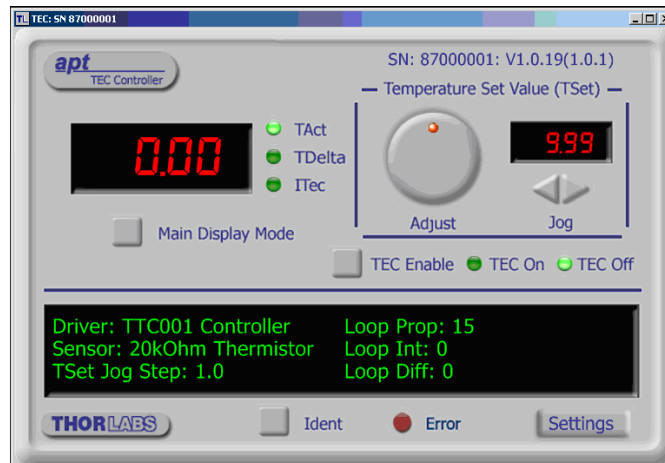 TL TEC: SN 87000001
apt
TEC Controller
SN: 87000001: V1.0.19(1.0.1)
Temperature Set Value (TSet)
0.00
TAct
TDelta
ITec
9.99
Adjust
Jog
Main Display Mode
TEC Enable
TEC On
TEC Off
Driver: TTC001 Controller
Loop Prop: 15
Sensor: 20kOhm Thermistor
Loop Int: 0
TSet Jog Step: 1.0
Loop Diff: 0
THORLABS
Ident
Error
Settings